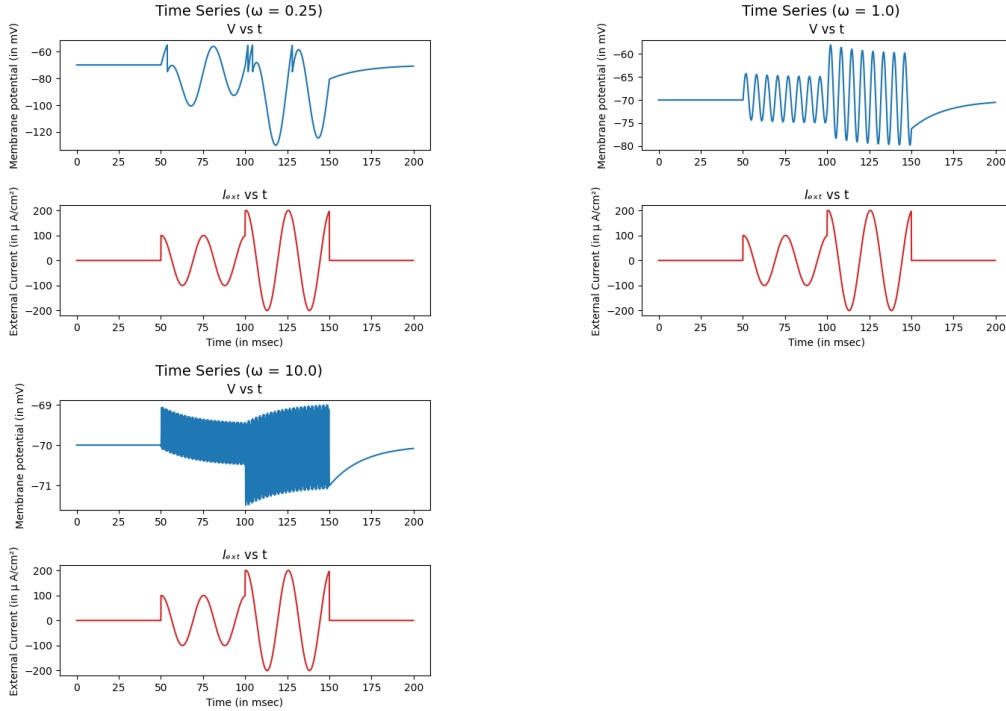 Time Series (ω = 0.25)
V vs t
Membrane potential (in mV)
−60
−80
−100
−120
0 25 50 75 100 125 150 175 200
I_ext vs t
External Current (in μ A/cm²)
200
100
0
−100
−200
0 25 50 75 100 125 150 175 200
Time (in msec)
Time Series (ω = 1.0)
V vs t
Membrane potential (in mV)
−60
−65
−70
−75
−80
0 25 50 75 100 125 150 175 200
I_ext vs t
External Current (in μ A/cm²)
200
100
0
−100
−200
0 25 50 75 100 125 150 175 200
Time (in msec)
Time Series (ω = 10.0)
V vs t
Membrane potential (in mV)
−69
−70
−71
0 25 50 75 100 125 150 175 200
I_ext vs t
External Current (in μ A/cm²)
200
100
0
−100
−200
0 25 50 75 100 125 150 175 200
Time (in msec)